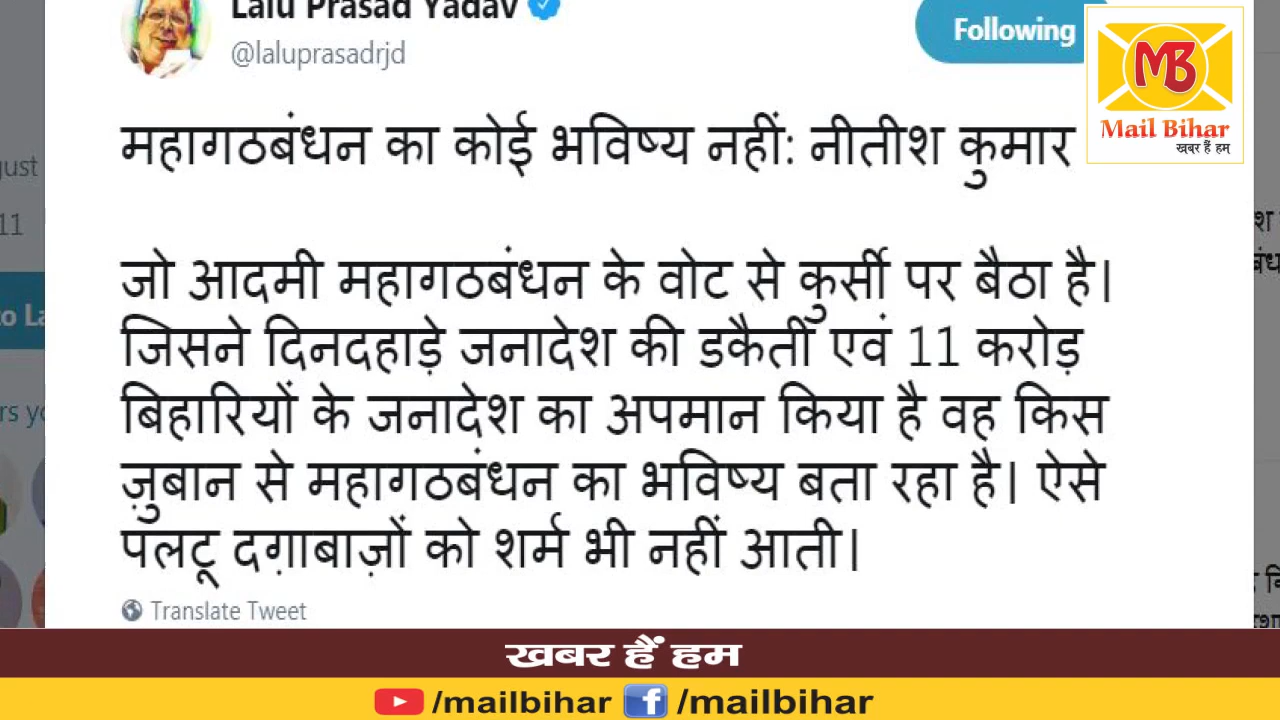 Lalu Prasad Yadav
@laluprasadrjd
Following
MB
Mail Bihar
ख़बर हैं हम
महागठबंधन का कोई भविष्य नहीं: नीतीश कुमार
जो आदमी महागठबंधन के वोट से कुर्सी पर बैठा है।
जिसने दिनदहाड़े जनादेश की डकैती एवं 11 करोड़
बिहारियों के जनादेश का अपमान किया है वह किस
ज़ुबान से महागठबंधन का भविष्य बता रहा है। ऐसे
पलटू दग़ाबाज़ों को शर्म भी नहीं आती।
Translate Tweet
11
खबर हैं हम
/mailbihar
/mailbihar